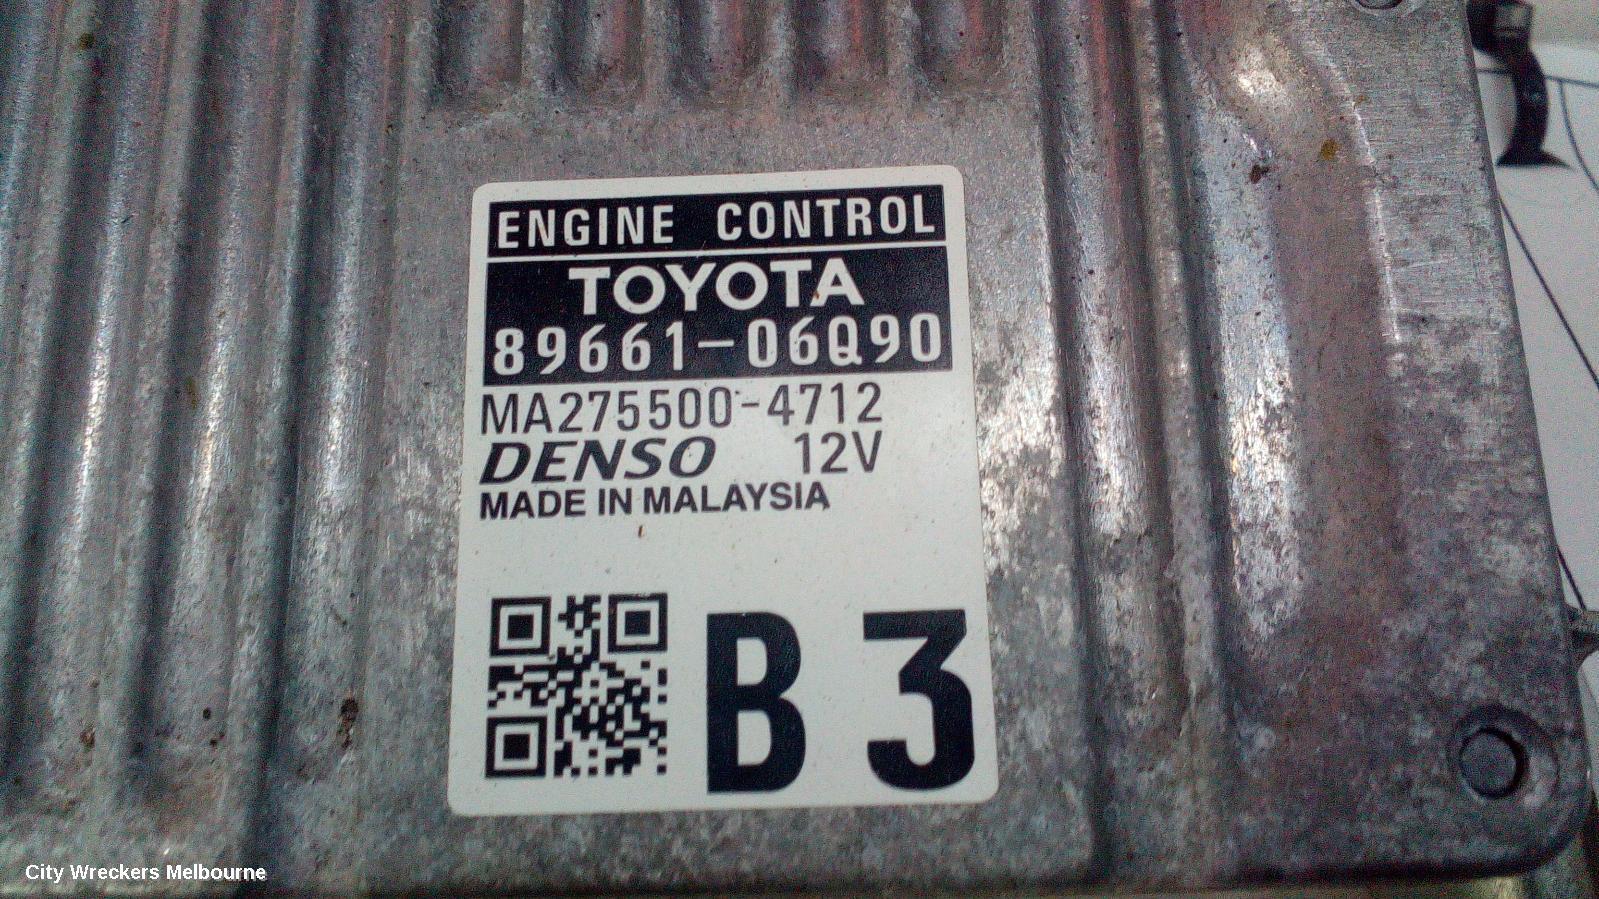 ENGINE CONTROL
TOYOTA
89661-06Q90
MA275500-4712
DENSO 12V
MADE IN MALAYSIA
B 3
City Wreckers Melbourne